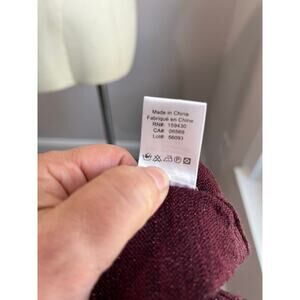 Made in China
Fabriqué en Chine
RN#: 159430
CA#: 06569
Lot#: 56093